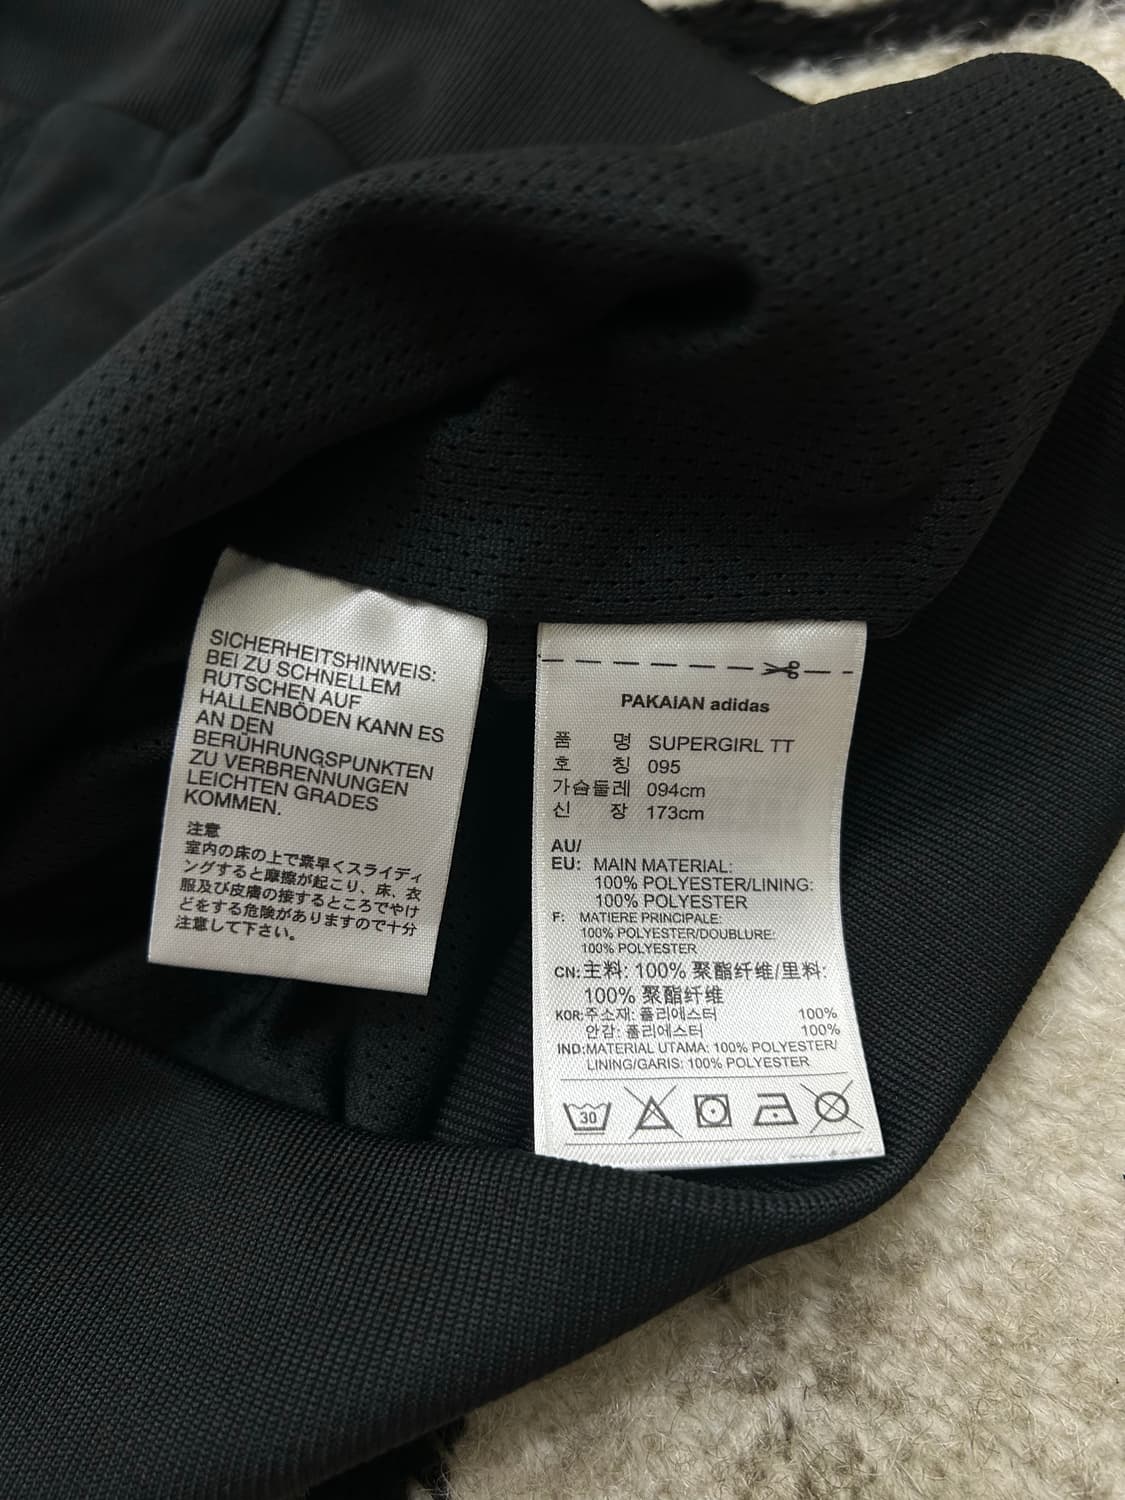 SICHERHEITSHINWEIS:
BEI ZU SCHNELLEM
RUTSCHEN AUF
HALLENBÖDEN KANN ES
AN DEN
BERÜHRUNGSPUNKTEN
ZU VERBRENNUNGEN
LEICHTEN GRADES
KOMMEN.
注意
室内の床の上で素早くスライディ
ングすると摩擦が起こり、床、衣
服及び皮膚の接するところでやけ
どをする危険がありますので十分
注意して下さい。
PAKAIAN adidas
품 명 SUPERGIRL TT
호 칭 095
가슴둘레 094cm
신 장 173cm
AU/
EU: MAIN MATERIAL:
100% POLYESTER/LINING:
100% POLYESTER
F: MATIERE PRINCIPALE:
100% POLYESTER/DOUBLURE:
100% POLYESTER
CN:主料: 100% 聚酯纤维/里料:
100% 聚酯纤维
KOR:주소재: 폴리에스터 100%
안감: 폴리에스터 100%
IND:MATERIAL UTAMA: 100% POLYESTER/
LINING/GARIS: 100% POLYESTER
30